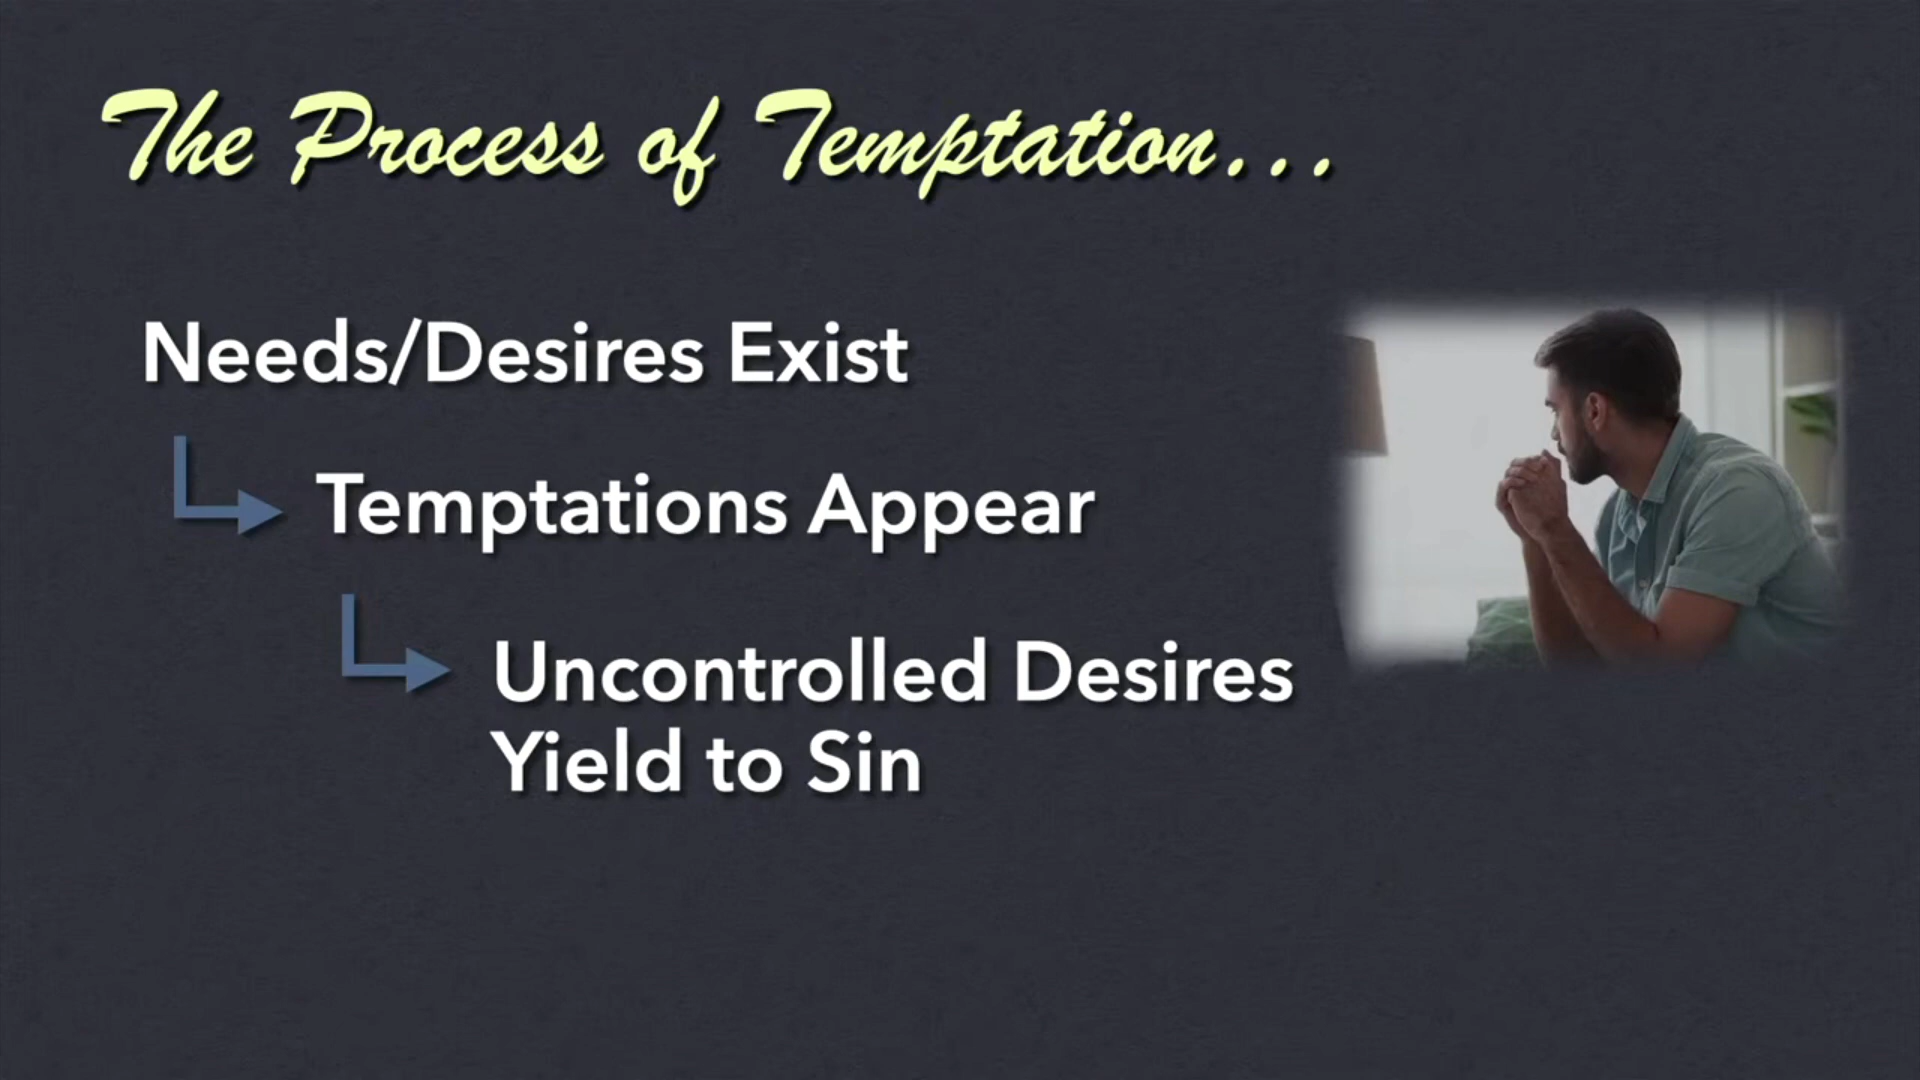 The Process of Temptation...
Needs/Desires Exist
Temptations Appear
Uncontrolled Desires
Yield to Sin